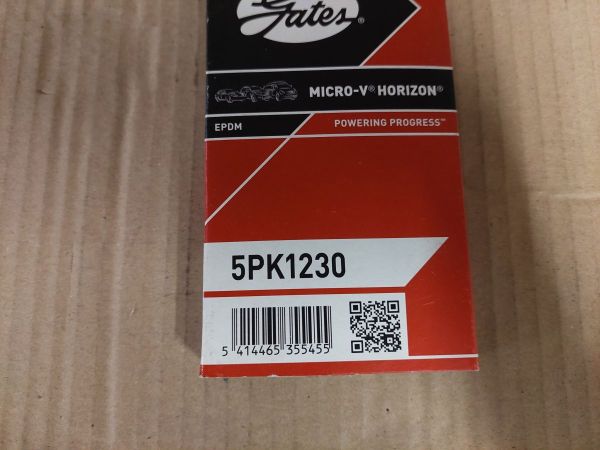 Gates®
MICRO-V® HORIZON®
EPDM
POWERING PROGRESS™
5PK1230
5 414465 355455